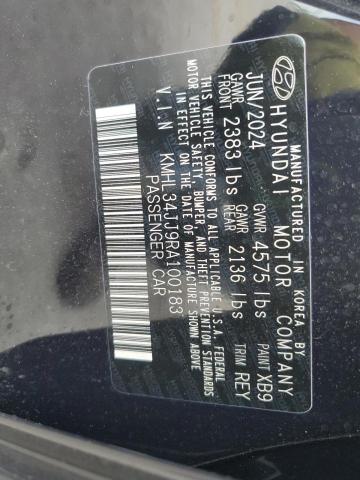 MANUFACTURED IN KOREA BY
HYUNDAI MOTOR COMPANY
JUN/2024 GVWR 4575 lbs PAINT XB9
GAWR FRONT 2383 lbs GAWR REAR 2136 lbs TRIM REY
THIS VEHICLE CONFORMS TO ALL APPLICABLE U.S.A. FEDERAL
MOTOR VEHICLE SAFETY, BUMPER, AND THEFT PREVENTION STANDARDS
IN EFFECT ON THE DATE OF MANUFACTURE SHOWN ABOVE
V.I.N KMHL34JJ9RA100183
PASSENGER CAR